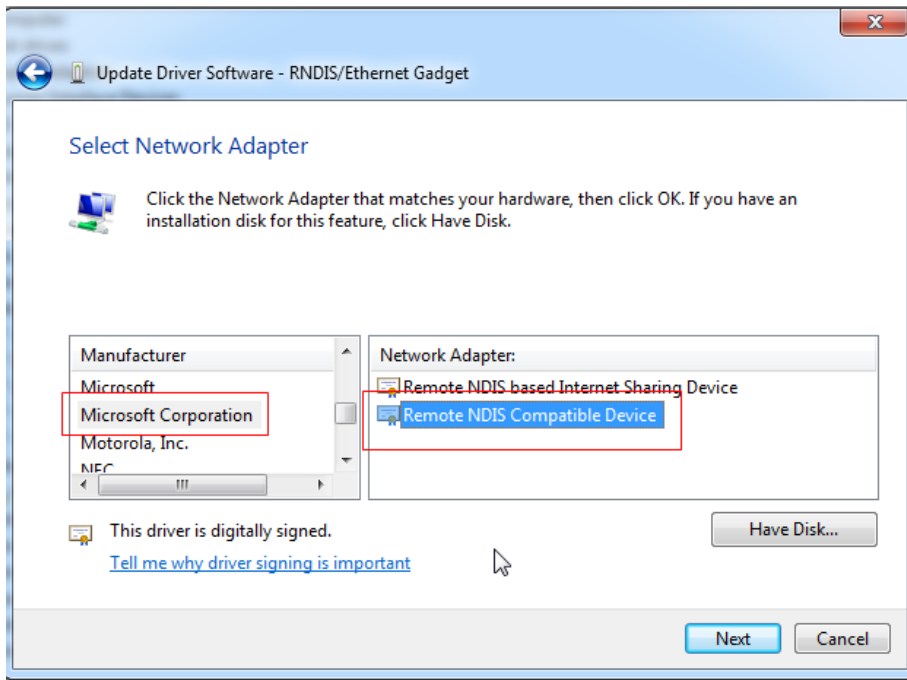 Update Driver Software - RNDIS/Ethernet Gadget
Select Network Adapter
Click the Network Adapter that matches your hardware, then click OK. If you have an
installation disk for this feature, click Have Disk.
Manufacturer
Microsoft
Microsoft Corporation
Motorola, Inc.
NEC
Network Adapter:
Remote NDIS based Internet Sharing Device
Remote NDIS Compatible Device
This driver is digitally signed.
Tell me why driver signing is important
Have Disk...
Next
Cancel